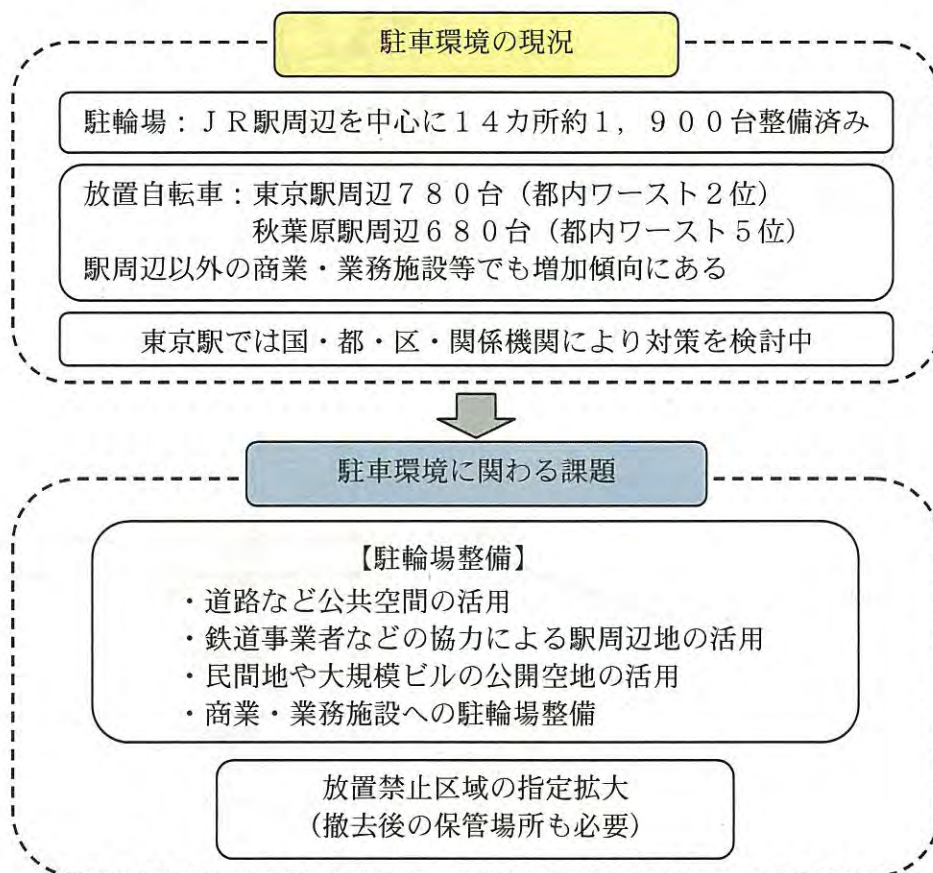 駐車環境の現況
駐輪場：ＪＲ駅周辺を中心に１４カ所約１，９００台整備済み
放置自転車：東京駅周辺７８０台（都内ワースト２位）
秋葉原駅周辺６８０台（都内ワースト５位）
駅周辺以外の商業・業務施設等でも増加傾向にある
東京駅では国・都・区・関係機関により対策を検討中
駐車環境に関わる課題
【駐輪場整備】
・道路など公共空間の活用
・鉄道事業者などの協力による駅周辺地の活用
・民間地や大規模ビルの公開空地の活用
・商業・業務施設への駐輪場整備
放置禁止区域の指定拡大
（撤去後の保管場所も必要）